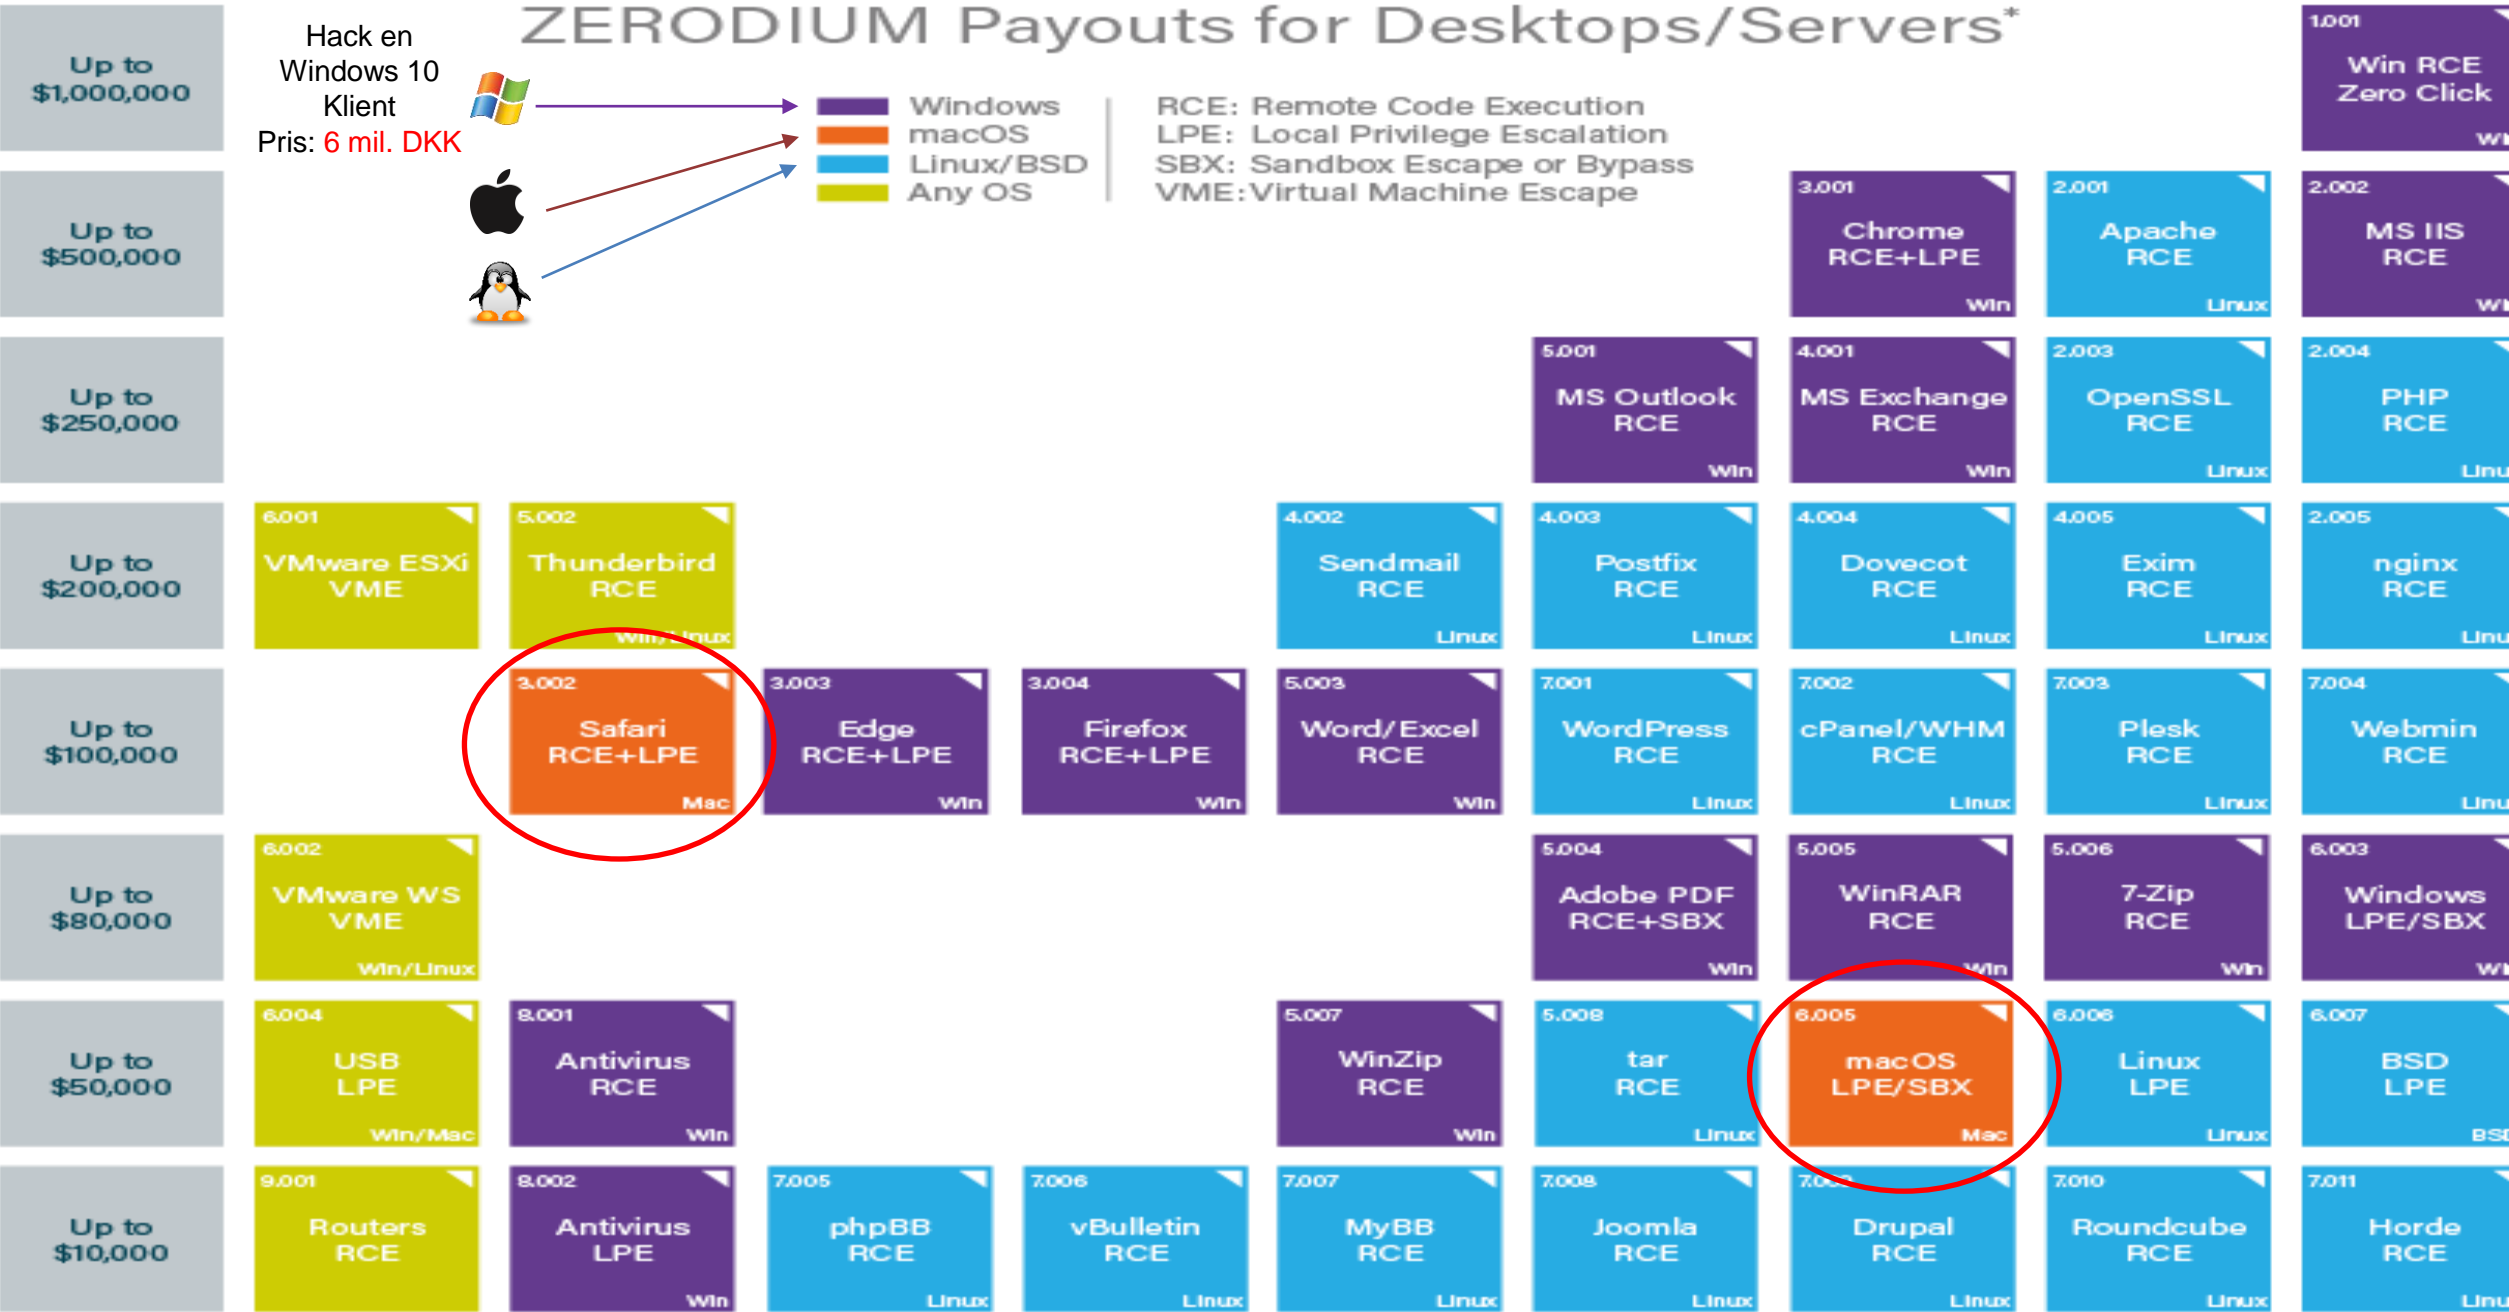 ZERODIUM Payouts for Desktops/Servers*
Hack en
Windows 10
Klient
Pris: 6 mil. DKK
Windows
macOS
Linux/BSD
Any OS
RCE: Remote Code Execution
LPE: Local Privilege Escalation
SBX: Sandbox Escape or Bypass
VME: Virtual Machine Escape
Up to
$1,000,000
1.001
Win RCE
Zero Click
Up to
$500,000
3.001
Chrome
RCE+LPE
Win
2.001
Apache
RCE
Linux
2.002
MS IIS
RCE
Up to
$250,000
5.001
MS Outlook
RCE
Win
4.001
MS Exchange
RCE
Win
2.003
OpenSSL
RCE
Linux
2.004
PHP
RCE
Up to
$200,000
6.001
VMware ESXi
VME
5.002
Thunderbird
RCE
Win/Linux
4.002
Sendmail
RCE
Linux
4.003
Postfix
RCE
Linux
4.004
Dovecot
RCE
Linux
4.005
Exim
RCE
Linux
2.005
nginx
RCE
Up to
$100,000
3.002
Safari
RCE+LPE
Mac
3.003
Edge
RCE+LPE
Win
3.004
Firefox
RCE+LPE
Win
5.003
Word/Excel
RCE
Win
7.001
WordPress
RCE
Linux
7.002
cPanel/WHM
RCE
Linux
7.003
Plesk
RCE
Linux
7.004
Webmin
RCE
Up to
$80,000
6.002
VMware WS
VME
Win/Linux
5.004
Adobe PDF
RCE+SBX
Win
5.005
WinRAR
RCE
Win
5.006
7-Zip
RCE
Win
6.003
Windows
LPE/SBX
Up to
$50,000
6.004
USB
LPE
Win/Mac
8.001
Antivirus
RCE
Win
5.007
WinZip
RCE
Win
5.008
tar
RCE
Linux
6.005
macOS
LPE/SBX
Mac
6.006
Linux
LPE
Linux
6.007
BSD
LPE
Up to
$10,000
9.001
Routers
RCE
8.002
Antivirus
LPE
Win
7.005
phpBB
RCE
Linux
7.006
vBulletin
RCE
Linux
7.007
MyBB
RCE
Linux
7.008
Joomla
RCE
Linux
7.009
Drupal
RCE
Linux
7.010
Roundcube
RCE
Linux
7.011
Horde
RCE